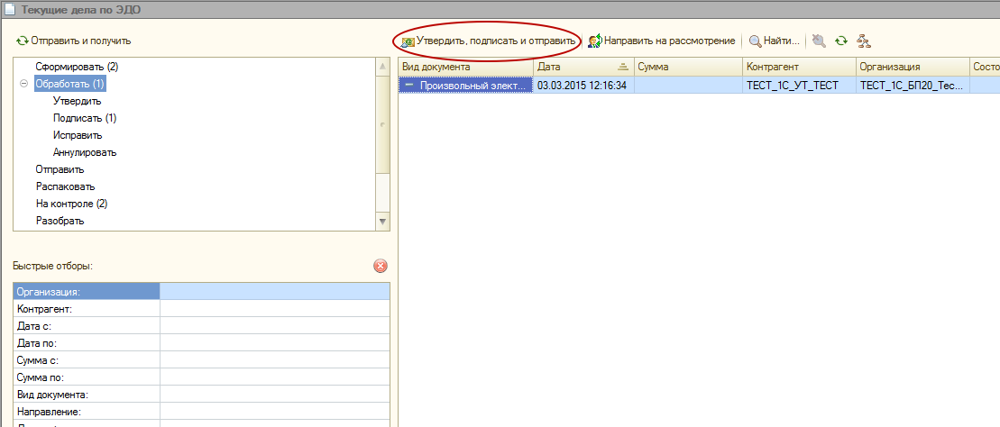 Текущие дела по ЭДО
Отправить и получить
Утвердить, подписать и отправить
Направить на рассмотрение
Найти...
Сформировать (2)
Обработать (1)
Утвердить
Подписать (1)
Исправить
Аннулировать
Отправить
Распаковать
На контроле (2)
Разобрать
Вид документа Дата Сумма Контрагент Организация Состо
Произвольный элект... 03.03.2015 12:16:34 ТЕСТ_1С_УТ_ТЕСТ ТЕСТ_1С_БП20_Тес...
Быстрые отборы:
Организация:
Контрагент:
Дата с:
Дата по:
Сумма с:
Сумма по:
Вид документа:
Направление: